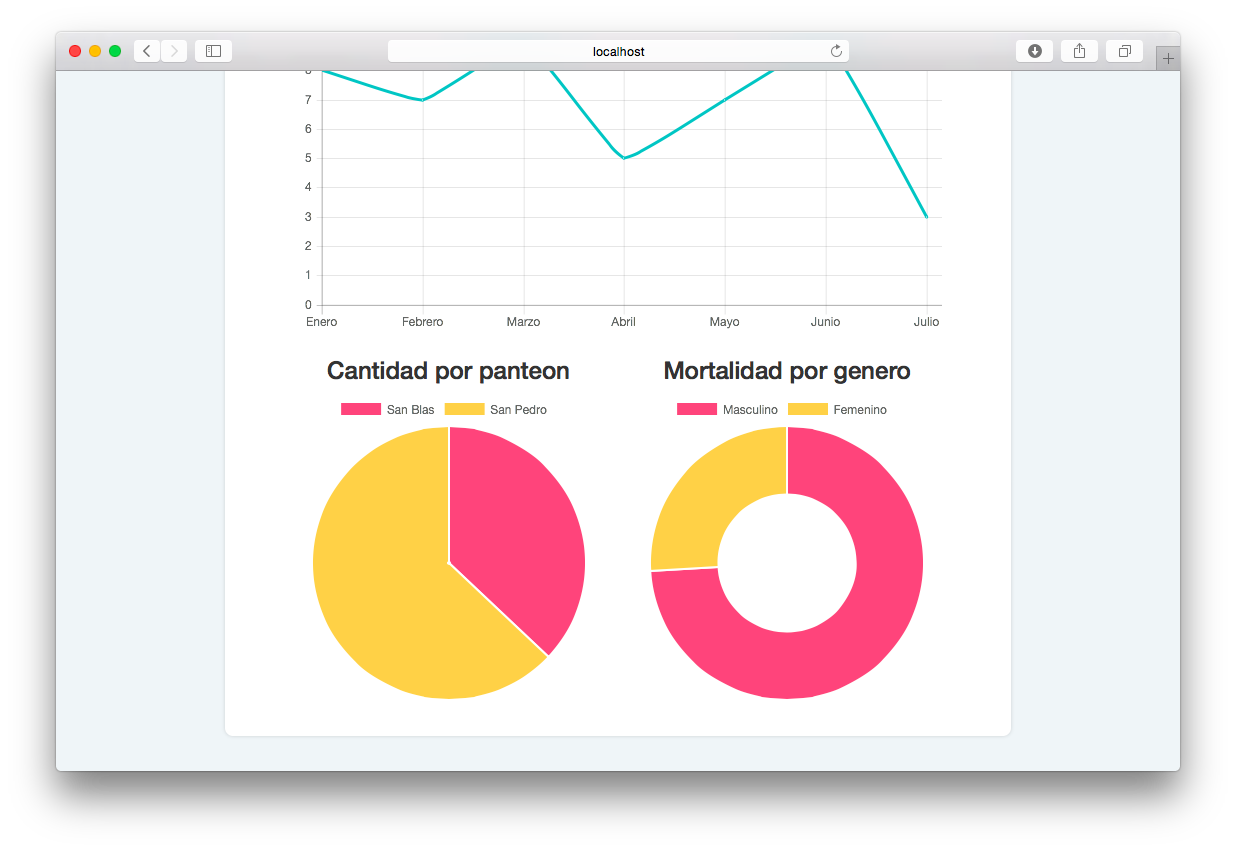 localhost
8
7
6
5
4
3
2
1
0
Enero Febrero Marzo Abril Mayo Junio Julio
Cantidad por panteon
San Blas San Pedro
Mortalidad por genero
Masculino Femenino